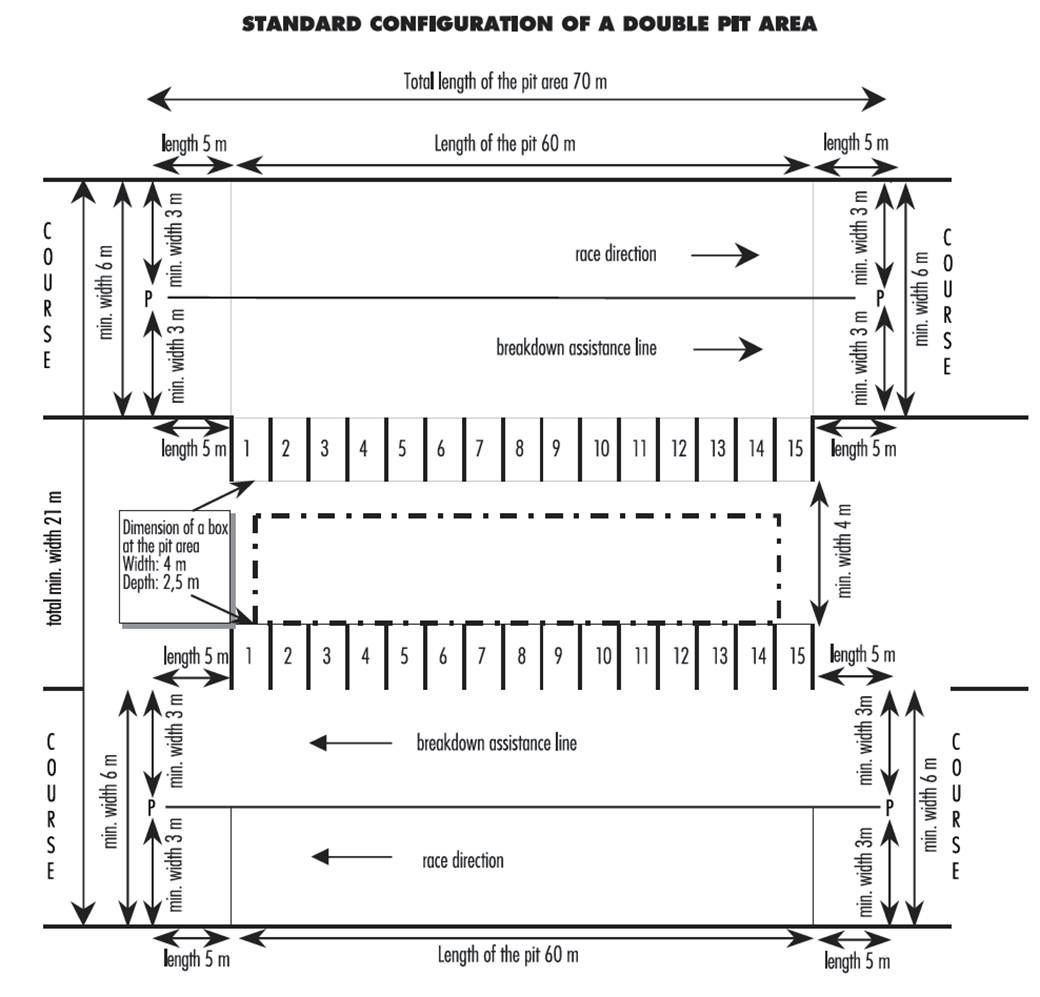 STANDARD CONFIGURATION OF A DOUBLE PIT AREA
Total length of the pit area 70 m
length 5 m
Length of the pit 60 m
length 5 m
COURSE
min. width 6 m
min. width 3 m
P
min. width 3 m
race direction
breakdown assistance line
min. width 3 m
P
min. width 3 m
min. width 6 m
COURSE
length 5 m
1 2 3 4 5 6 7 8 9 10 11 12 13 14 15
length 5 m
total min. width 21 m
Dimension of a box
at the pit area
Width: 4 m
Depth: 2,5 m
min. width 4 m
length 5 m
1 2 3 4 5 6 7 8 9 10 11 12 13 14 15
length 5 m
COURSE
min. width 6 m
min. width 3 m
P
min. width 3 m
breakdown assistance line
race direction
min. width 3m
P
min. width 3m
min. width 6 m
COURSE
length 5 m
Length of the pit 60 m
length 5 m